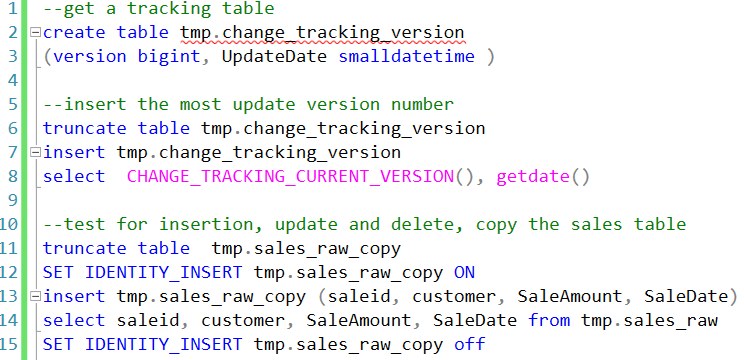 1 --get a tracking table
2 create table tmp.change_tracking_version
3 (version bigint, UpdateDate smalldatetime )
4
5 --insert the most update version number
6 truncate table tmp.change_tracking_version
7 insert tmp.change_tracking_version
8 select  CHANGE_TRACKING_CURRENT_VERSION(), getdate()
9
10 --test for insertion, update and delete, copy the sales table
11 truncate table  tmp.sales_raw_copy
12 SET IDENTITY_INSERT tmp.sales_raw_copy ON
13 insert tmp.sales_raw_copy (saleid, customer, SaleAmount, SaleDate)
14 select saleid, customer, SaleAmount, SaleDate from tmp.sales_raw
15 SET IDENTITY_INSERT tmp.sales_raw_copy off